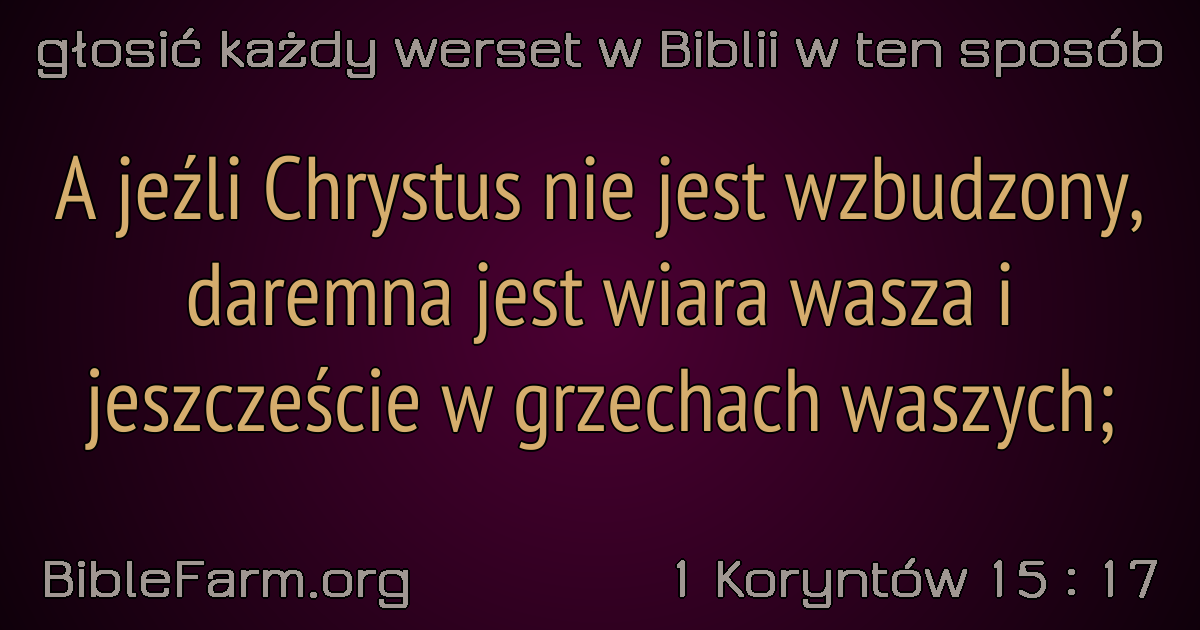 głosić każdy werset w Biblii w ten sposób
A jeźli Chrystus nie jest wzbudzony,
daremna jest wiara wasza i
jeszczeście w grzechach waszych;
BibleFarm.org
1 Koryntów 15 : 17